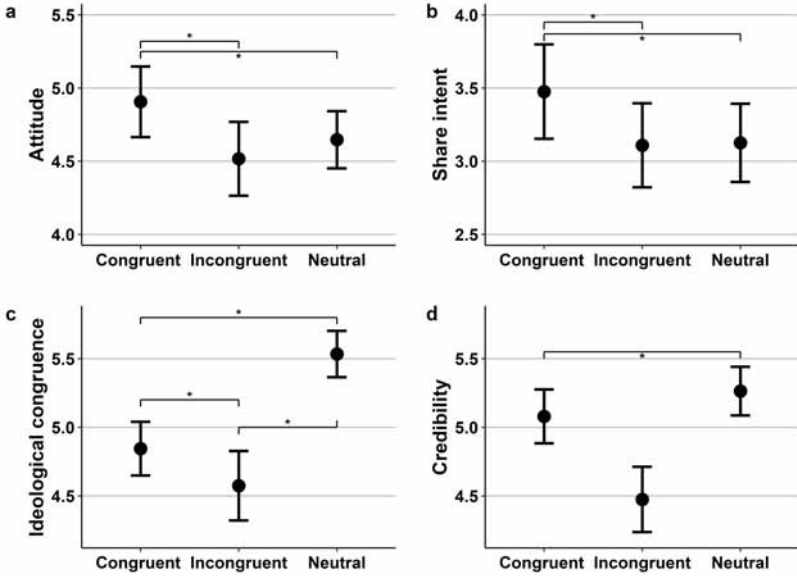 a
Attitude
5.5
5.0
4.5
4.0
*
*
Congruent Incongruent Neutral
b
Share intent
4.0
3.5
3.0
2.5
*
*
Congruent Incongruent Neutral
c
Ideological congruence
5.5
5.0
4.5
*
*
*
Congruent Incongruent Neutral
d
Credibility
5.5
5.0
4.5
*
Congruent Incongruent Neutral